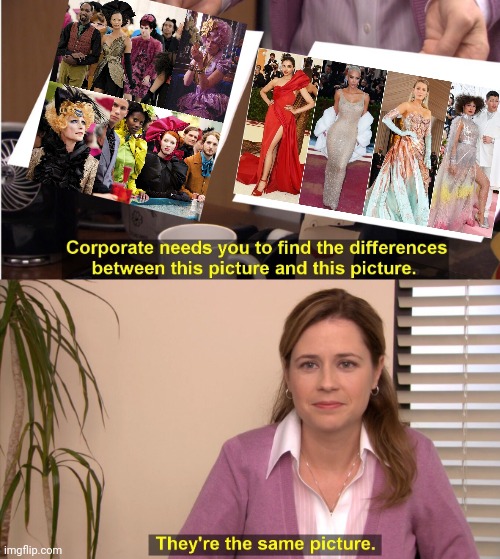 Corporate needs you to find the differences
between this picture and this picture.
They're the same picture.
imgflip.com